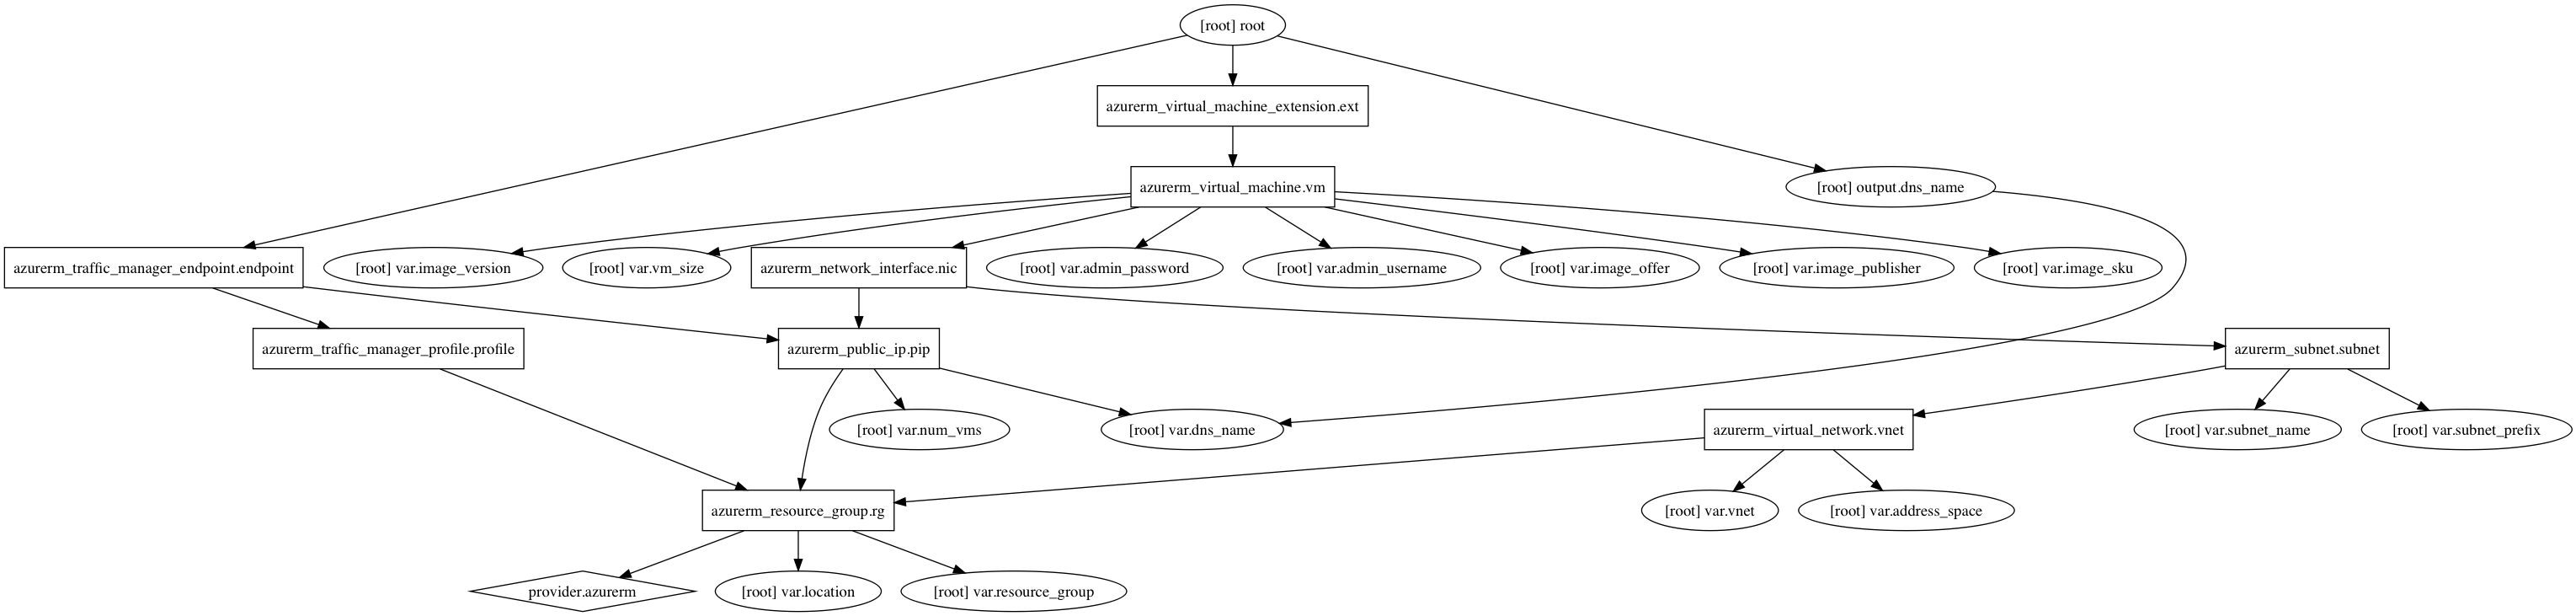 [root] root
azurerm_virtual_machine_extension.ext
azurerm_virtual_machine.vm
[root] output.dns_name
azurerm_traffic_manager_endpoint.endpoint
[root] var.image_version
[root] var.vm_size
azurerm_network_interface.nic
[root] var.admin_password
[root] var.admin_username
[root] var.image_offer
[root] var.image_publisher
[root] var.image_sku
azurerm_traffic_manager_profile.profile
azurerm_public_ip.pip
azurerm_subnet.subnet
[root] var.num_vms
[root] var.dns_name
azurerm_virtual_network.vnet
[root] var.subnet_name
[root] var.subnet_prefix
azurerm_resource_group.rg
[root] var.vnet
[root] var.address_space
provider.azurerm
[root] var.location
[root] var.resource_group